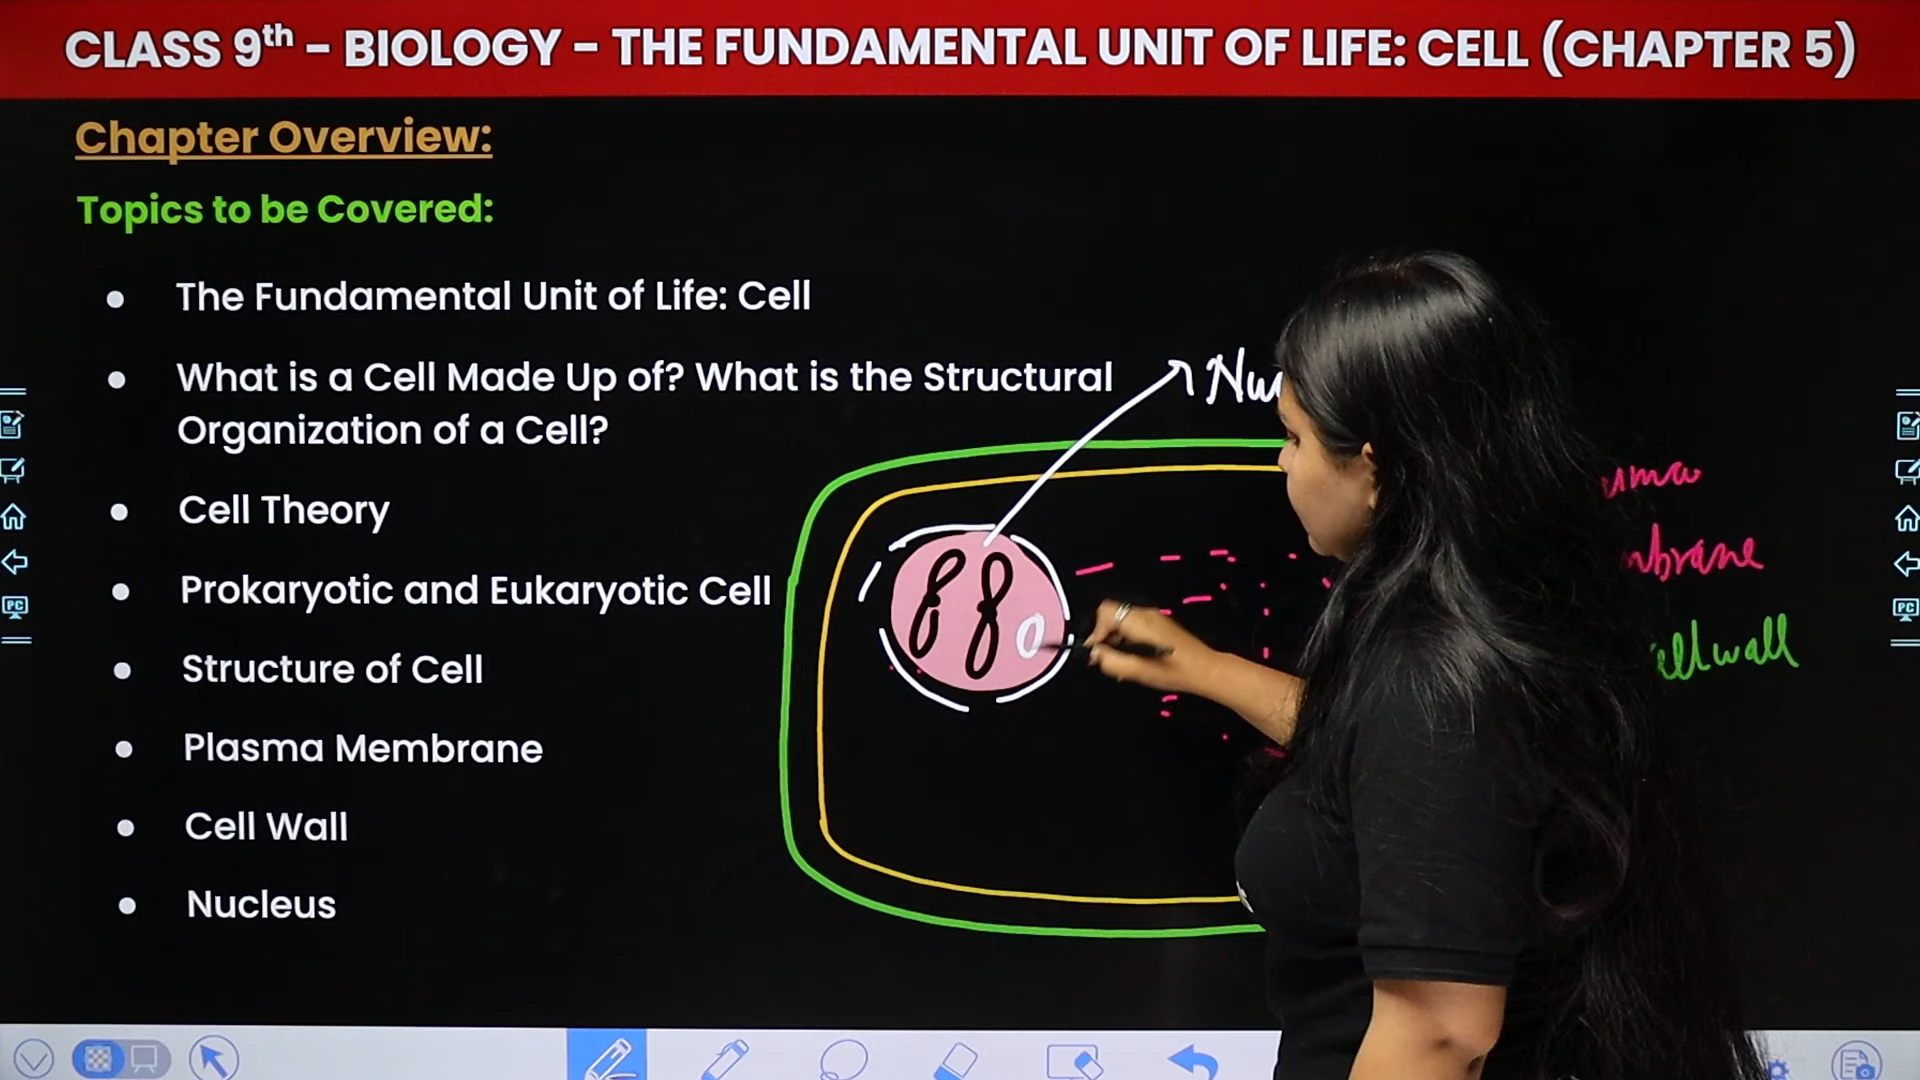 CLASS 9th - BIOLOGY - THE FUNDAMENTAL UNIT OF LIFE: CELL (CHAPTER 5)
Chapter Overview:
Topics to be Covered:
• The Fundamental Unit of Life: Cell
• What is a Cell Made Up of? What is the Structural
Organization of a Cell?
• Cell Theory
• Prokaryotic and Eukaryotic Cell
• Structure of Cell
• Plasma Membrane
• Cell Wall
• Nucleus
PC
PC